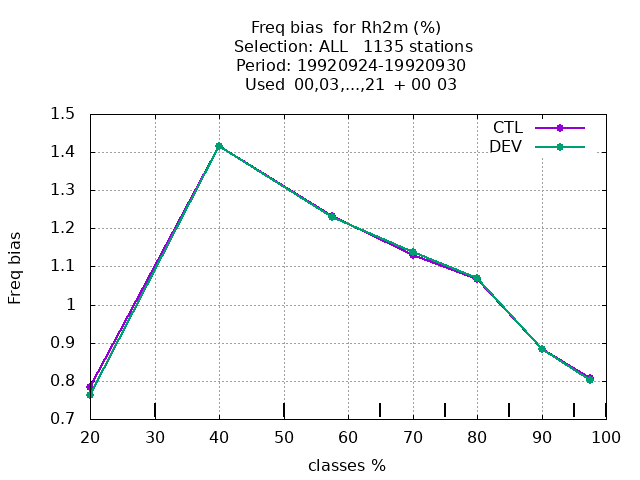 Freq bias  for Rh2m (%)
Selection: ALL   1135 stations
Period: 19920924-19920930
Used  00,03,...,21  + 00 03
1.5
1.4
1.3
1.2
1.1
1
0.9
0.8
0.7
Freq bias
CTL
DEV
20 30 40 50 60 70 80 90 100
classes %